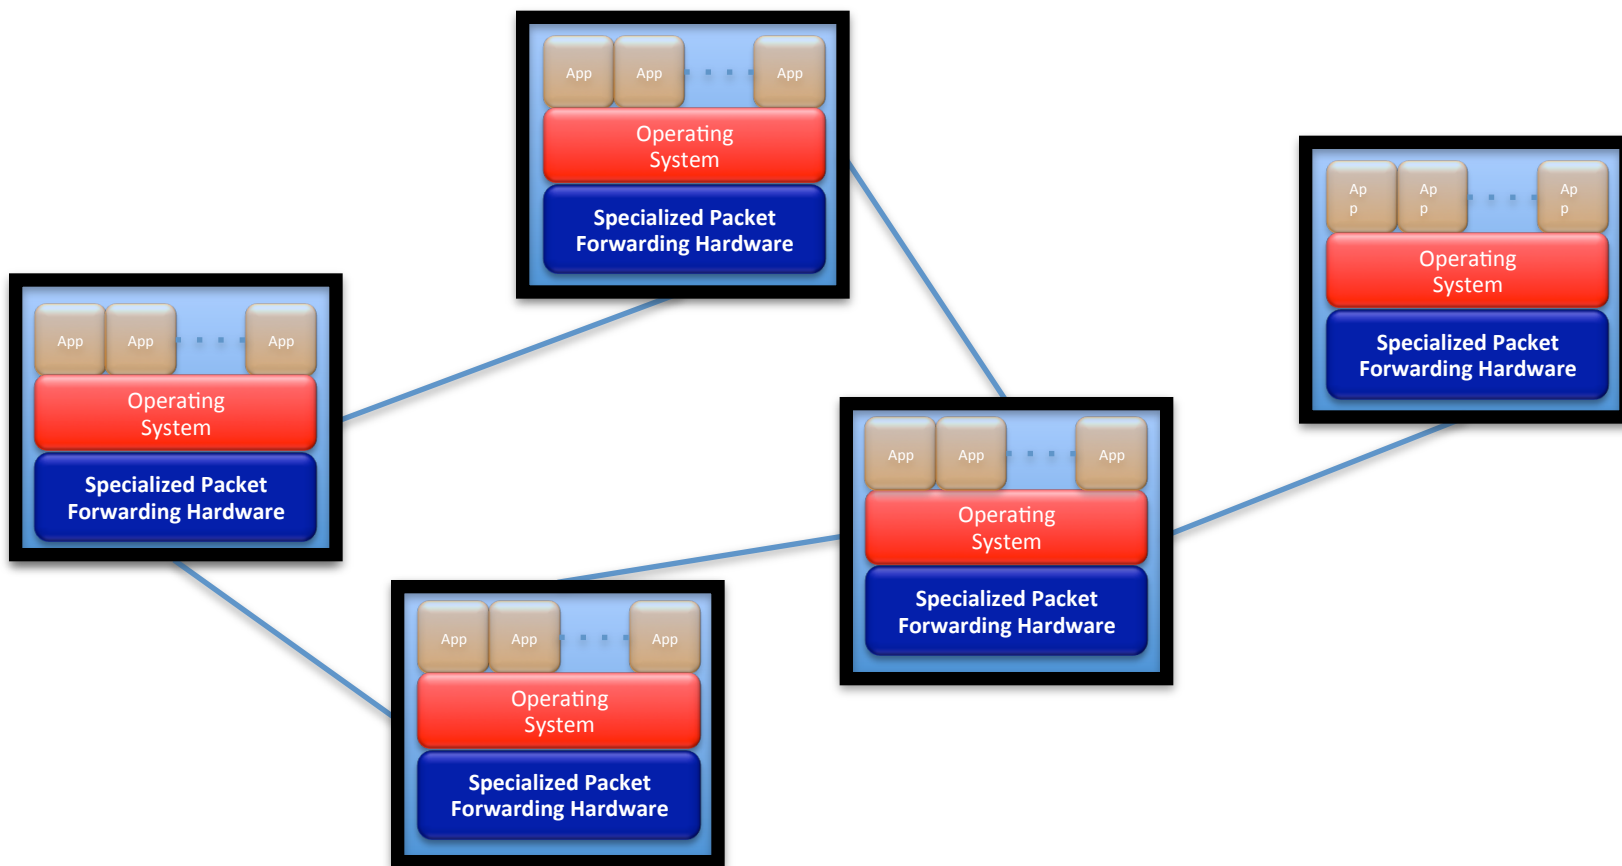 App App App
Operating
System
Specialized Packet
Forwarding Hardware
Ap Ap Ap
p p p
Operating
System
Specialized Packet
Forwarding Hardware
App App App
Operating
System
Specialized Packet
Forwarding Hardware
App App App
Operating
System
Specialized Packet
Forwarding Hardware
App App App
Operating
System
Specialized Packet
Forwarding Hardware